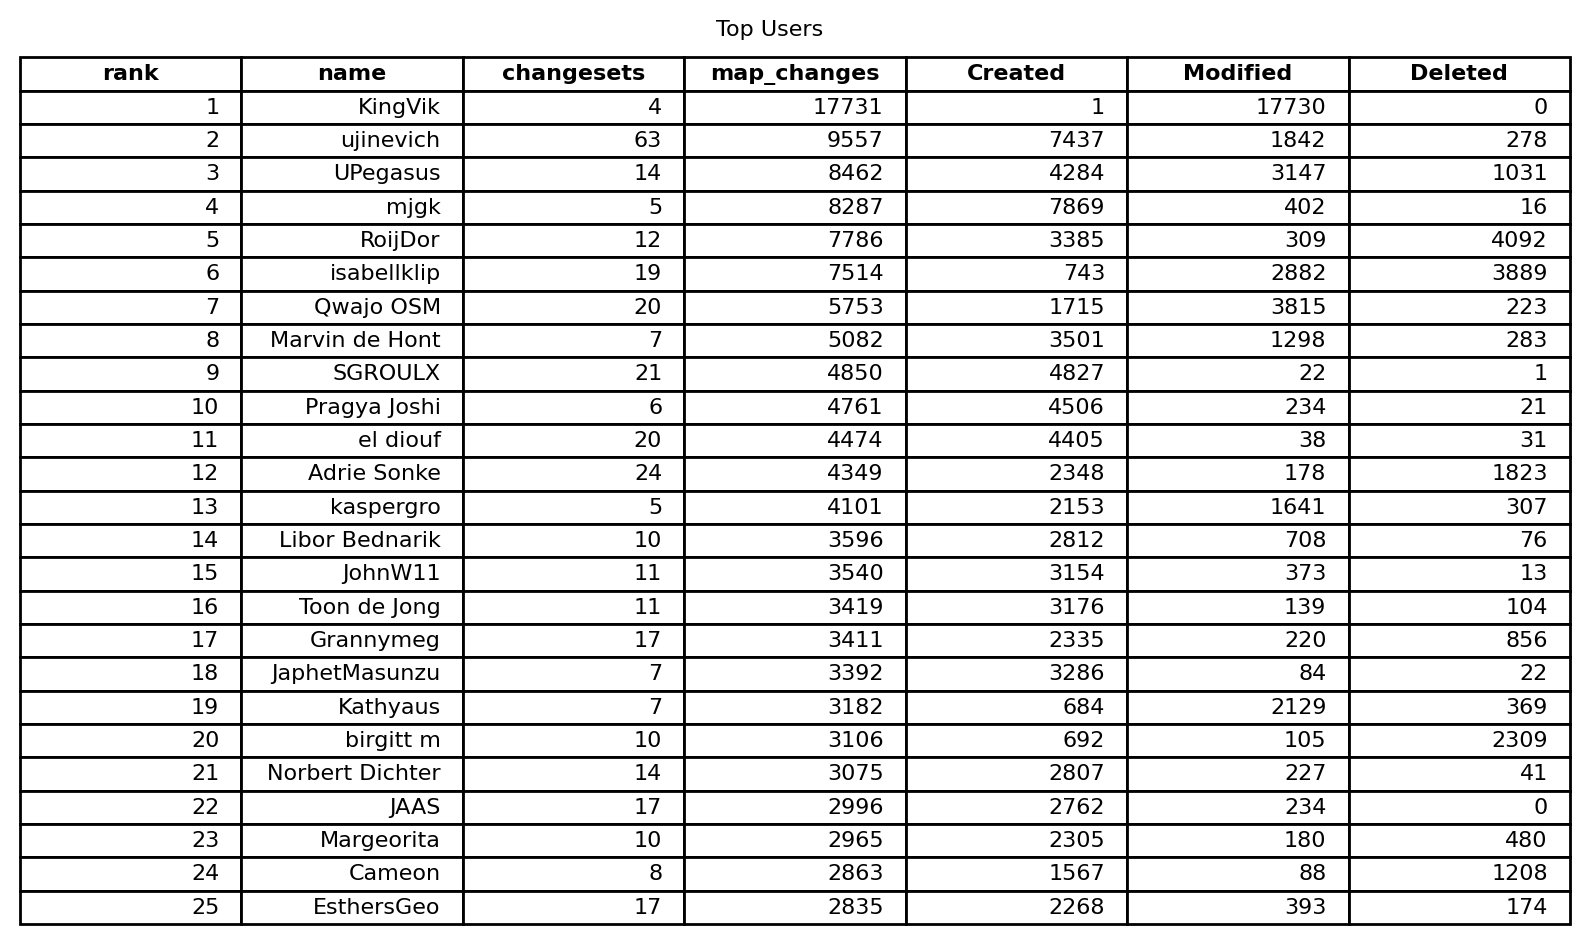 Top Users
rank name changesets map_changes Created Modified Deleted
1 KingVik 4 17731 1 17730 0
2 ujinevich 63 9557 7437 1842 278
3 UPegasus 14 8462 4284 3147 1031
4 mjgk 5 8287 7869 402 16
5 RoijDor 12 7786 3385 309 4092
6 isabellklip 19 7514 743 2882 3889
7 Qwajo OSM 20 5753 1715 3815 223
8 Marvin de Hont 7 5082 3501 1298 283
9 SGROULX 21 4850 4827 22 1
10 Pragya Joshi 6 4761 4506 234 21
11 el diouf 20 4474 4405 38 31
12 Adrie Sonke 24 4349 2348 178 1823
13 kaspergro 5 4101 2153 1641 307
14 Libor Bednarik 10 3596 2812 708 76
15 JohnW11 11 3540 3154 373 13
16 Toon de Jong 11 3419 3176 139 104
17 Grannymeg 17 3411 2335 220 856
18 JaphetMasunzu 7 3392 3286 84 22
19 Kathyaus 7 3182 684 2129 369
20 birgitt m 10 3106 692 105 2309
21 Norbert Dichter 14 3075 2807 227 41
22 JAAS 17 2996 2762 234 0
23 Margeorita 10 2965 2305 180 480
24 Cameon 8 2863 1567 88 1208
25 EsthersGeo 17 2835 2268 393 174